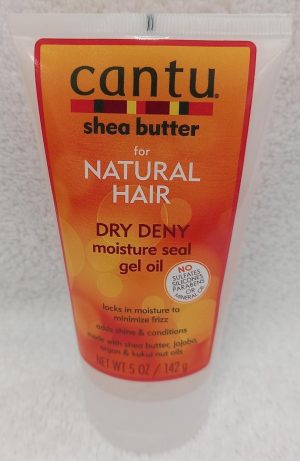 cantu®
shea butter
for
NATURAL
HAIR
DRY DENY
moisture seal
gel oil
NO
SULFATES
SILICONES
PARABENS
OR
MINERAL OIL
locks in moisture to
minimize frizz
adds shine & conditions
made with shea butter, jojoba,
argan & kukui nut oils
NET WT 5 OZ / 142 g